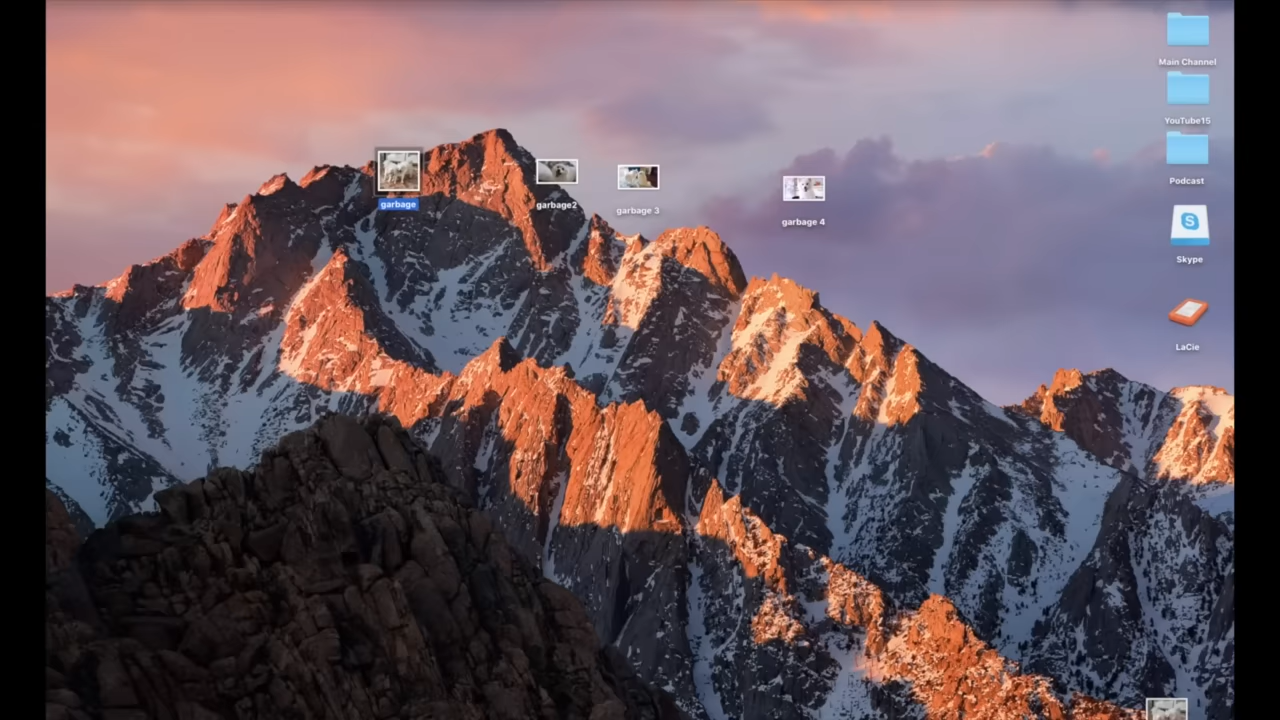 Main Channel
YouTube15
Podcast
garbage
garbage2
garbage 3
garbage 4
S
Skype
LaCie